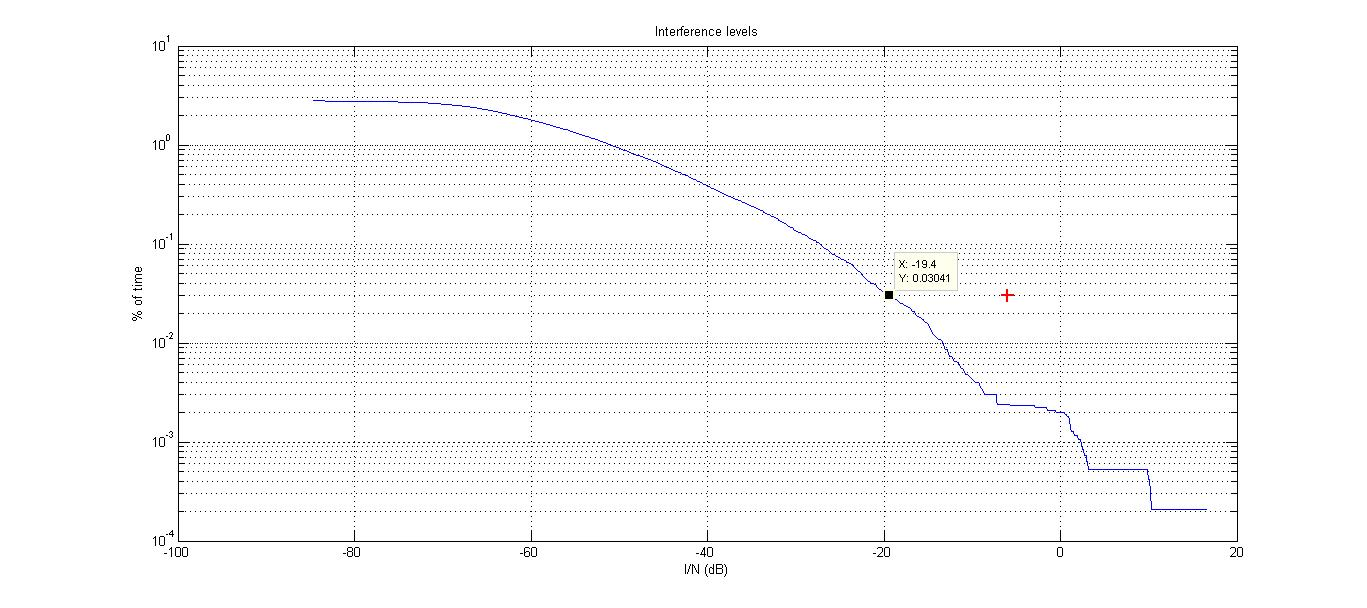 Interference levels
10^1
10^0
10^-1
10^-2
10^-3
10^-4
% of time
X: -19.4
Y: 0.03041
-100 -80 -60 -40 -20 0 20
I/N (dB)